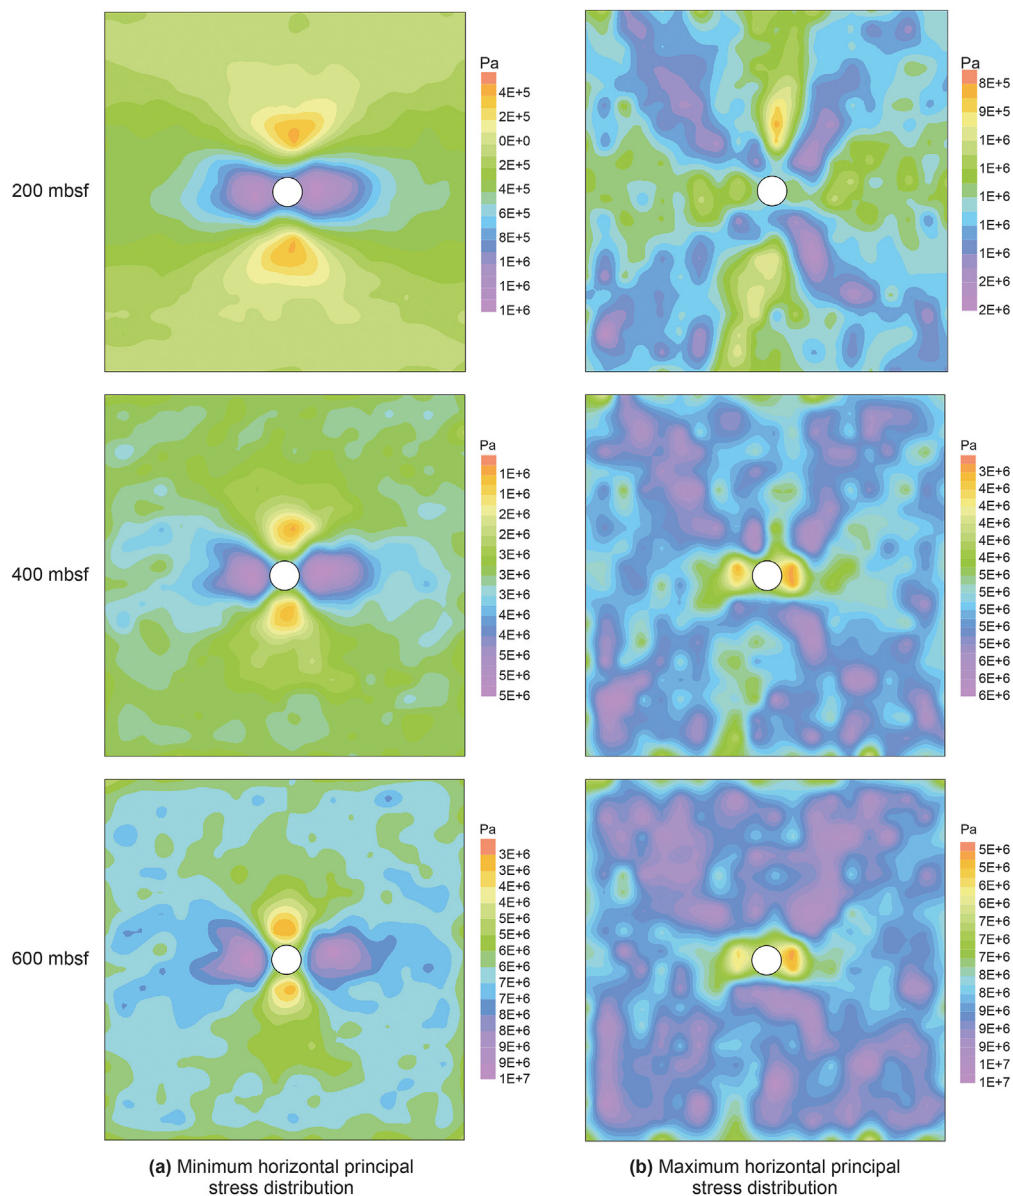 Pa
4E+5
2E+5
0E+0
2E+5
4E+5
6E+5
8E+5
1E+6
1E+6
1E+6
200 mbsf
Pa
8E+5
9E+5
1E+6
1E+6
1E+6
1E+6
1E+6
2E+6
2E+6
Pa
1E+6
1E+6
2E+6
2E+6
3E+6
3E+6
3E+6
4E+6
4E+6
5E+6
5E+6
5E+6
400 mbsf
Pa
3E+6
4E+6
4E+6
4E+6
4E+6
5E+6
5E+6
5E+6
5E+6
5E+6
6E+6
6E+6
6E+6
Pa
3E+6
3E+6
4E+6
4E+6
5E+6
6E+6
6E+6
6E+6
7E+6
7E+6
8E+6
8E+6
9E+6
9E+6
1E+7
600 mbsf
Pa
5E+6
5E+6
6E+6
6E+6
7E+6
7E+6
7E+6
8E+6
8E+6
9E+6
9E+6
9E+6
1E+7
(a) Minimum horizontal principal
stress distribution
(b) Maximum horizontal principal
stress distribution